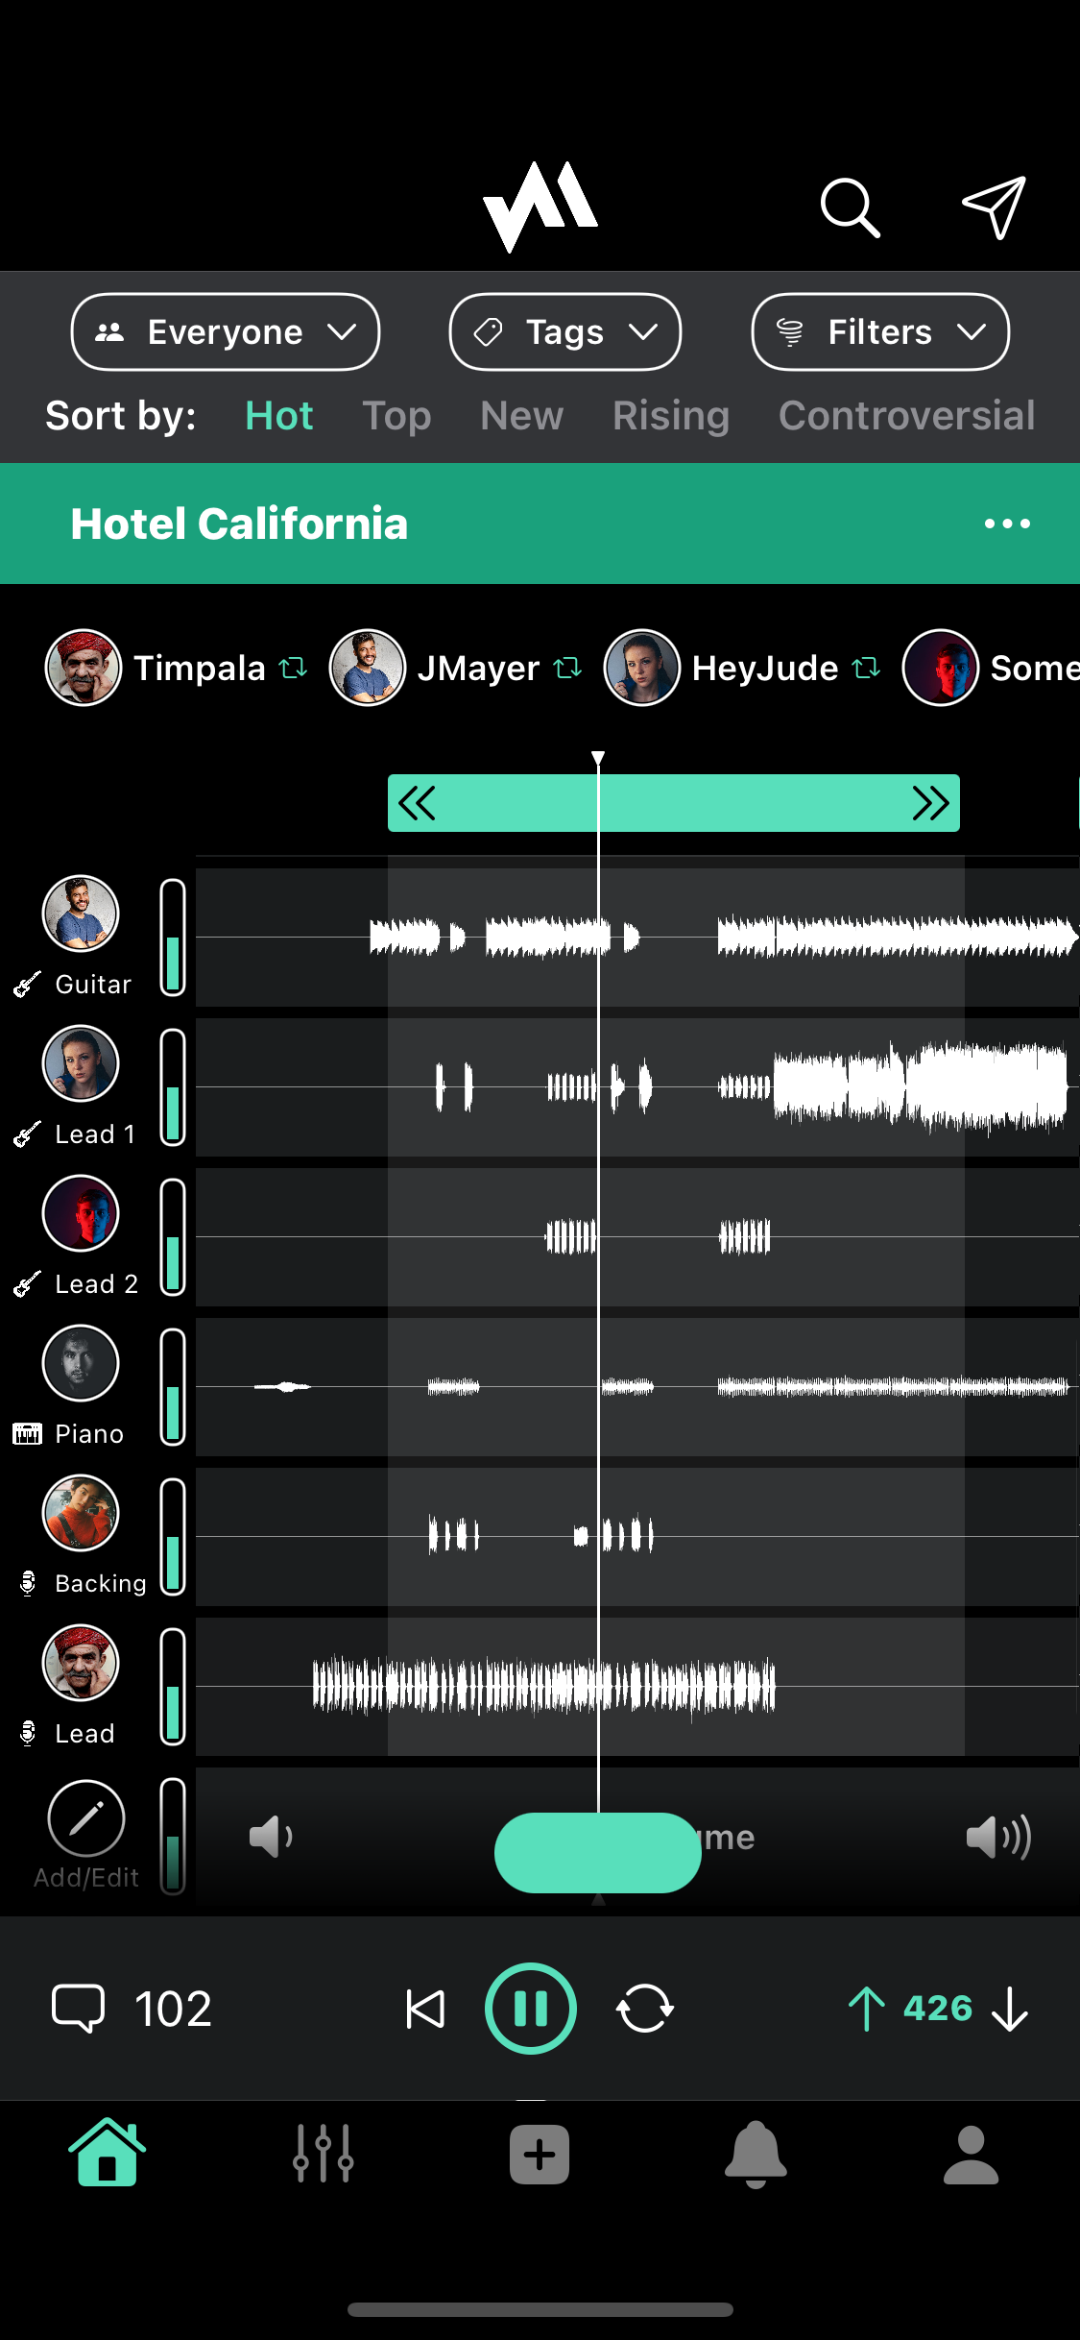 Everyone Tags Filters
Sort by: Hot Top New Rising Controversial
Hotel California
Timpala JMayer HeyJude Some
Guitar
Lead 1
Lead 2
Piano
Backing
Lead
Add/Edit
102 426